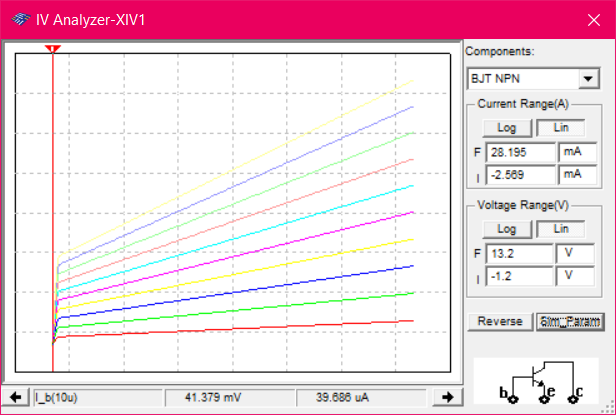 IV Analyzer-XIV1
Components:
BJT NPN
Current Range(A)
Log Lin
F 28.195 mA
I -2.569 mA
Voltage Range(V)
Log Lin
F 13.2 V
I -1.2 V
Reverse Sim_Param
b e c
I_b(10u) 41.379 mV 39.686 uA